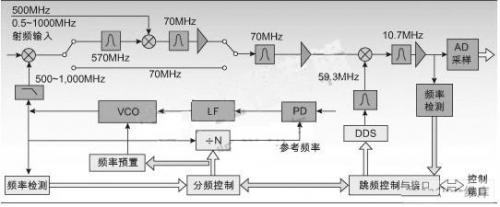 500MHz
0.5~1000MHz
射频输入
70MHz
570MHz
70MHz
70MHz
10.7MHz
AD
采样
500~1,000MHz
59.3MHz
VCO
LF
PD
频率
检测
÷N
参考频率
DDS
频率预置
频率检测
分频控制
跳频控制与接口
控制
端口